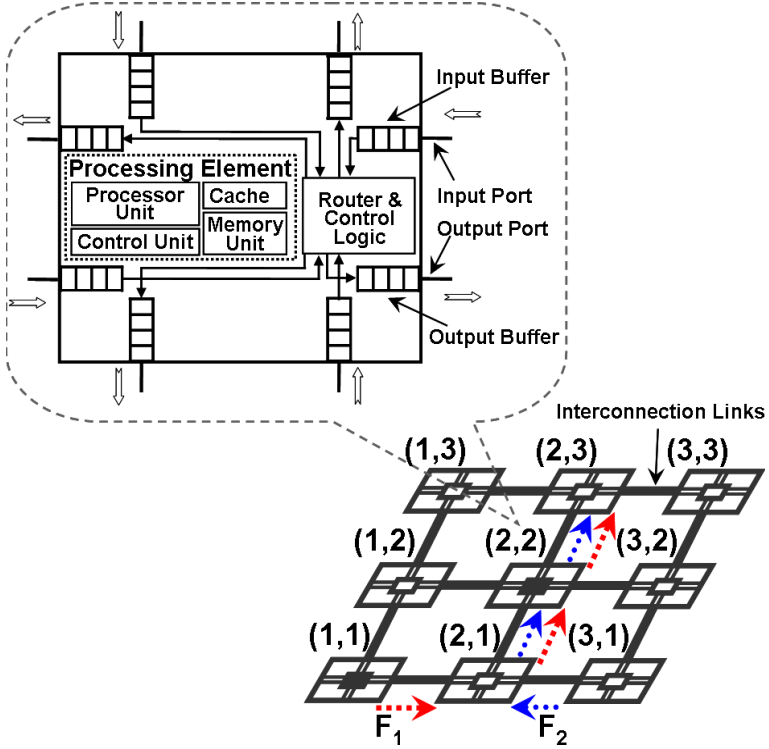 Input Buffer
Processing Element
Processor
Unit
Cache
Control Unit
Memory
Unit
Router &
Control
Logic
Input Port
Output Port
Output Buffer
Interconnection Links
(1,3)
(2,3)
(3,3)
(1,2)
(2,2)
(3,2)
(1,1)
(2,1)
(3,1)
F1
F2